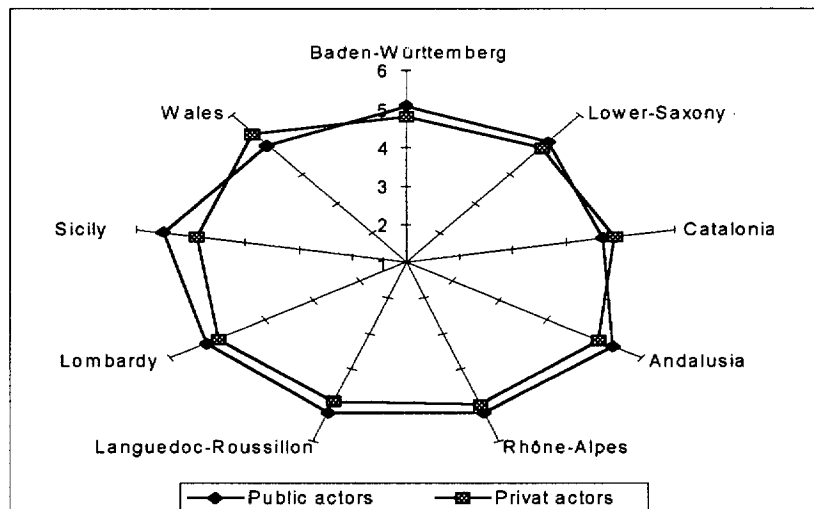 Baden-Württemberg
6
Wales
5
Lower-Saxony
4
3
2
Sicily
Catalonia
1
Lombardy
Andalusia
Languedoc-Roussillon
Rhône-Alpes
Public actors
Privat actors